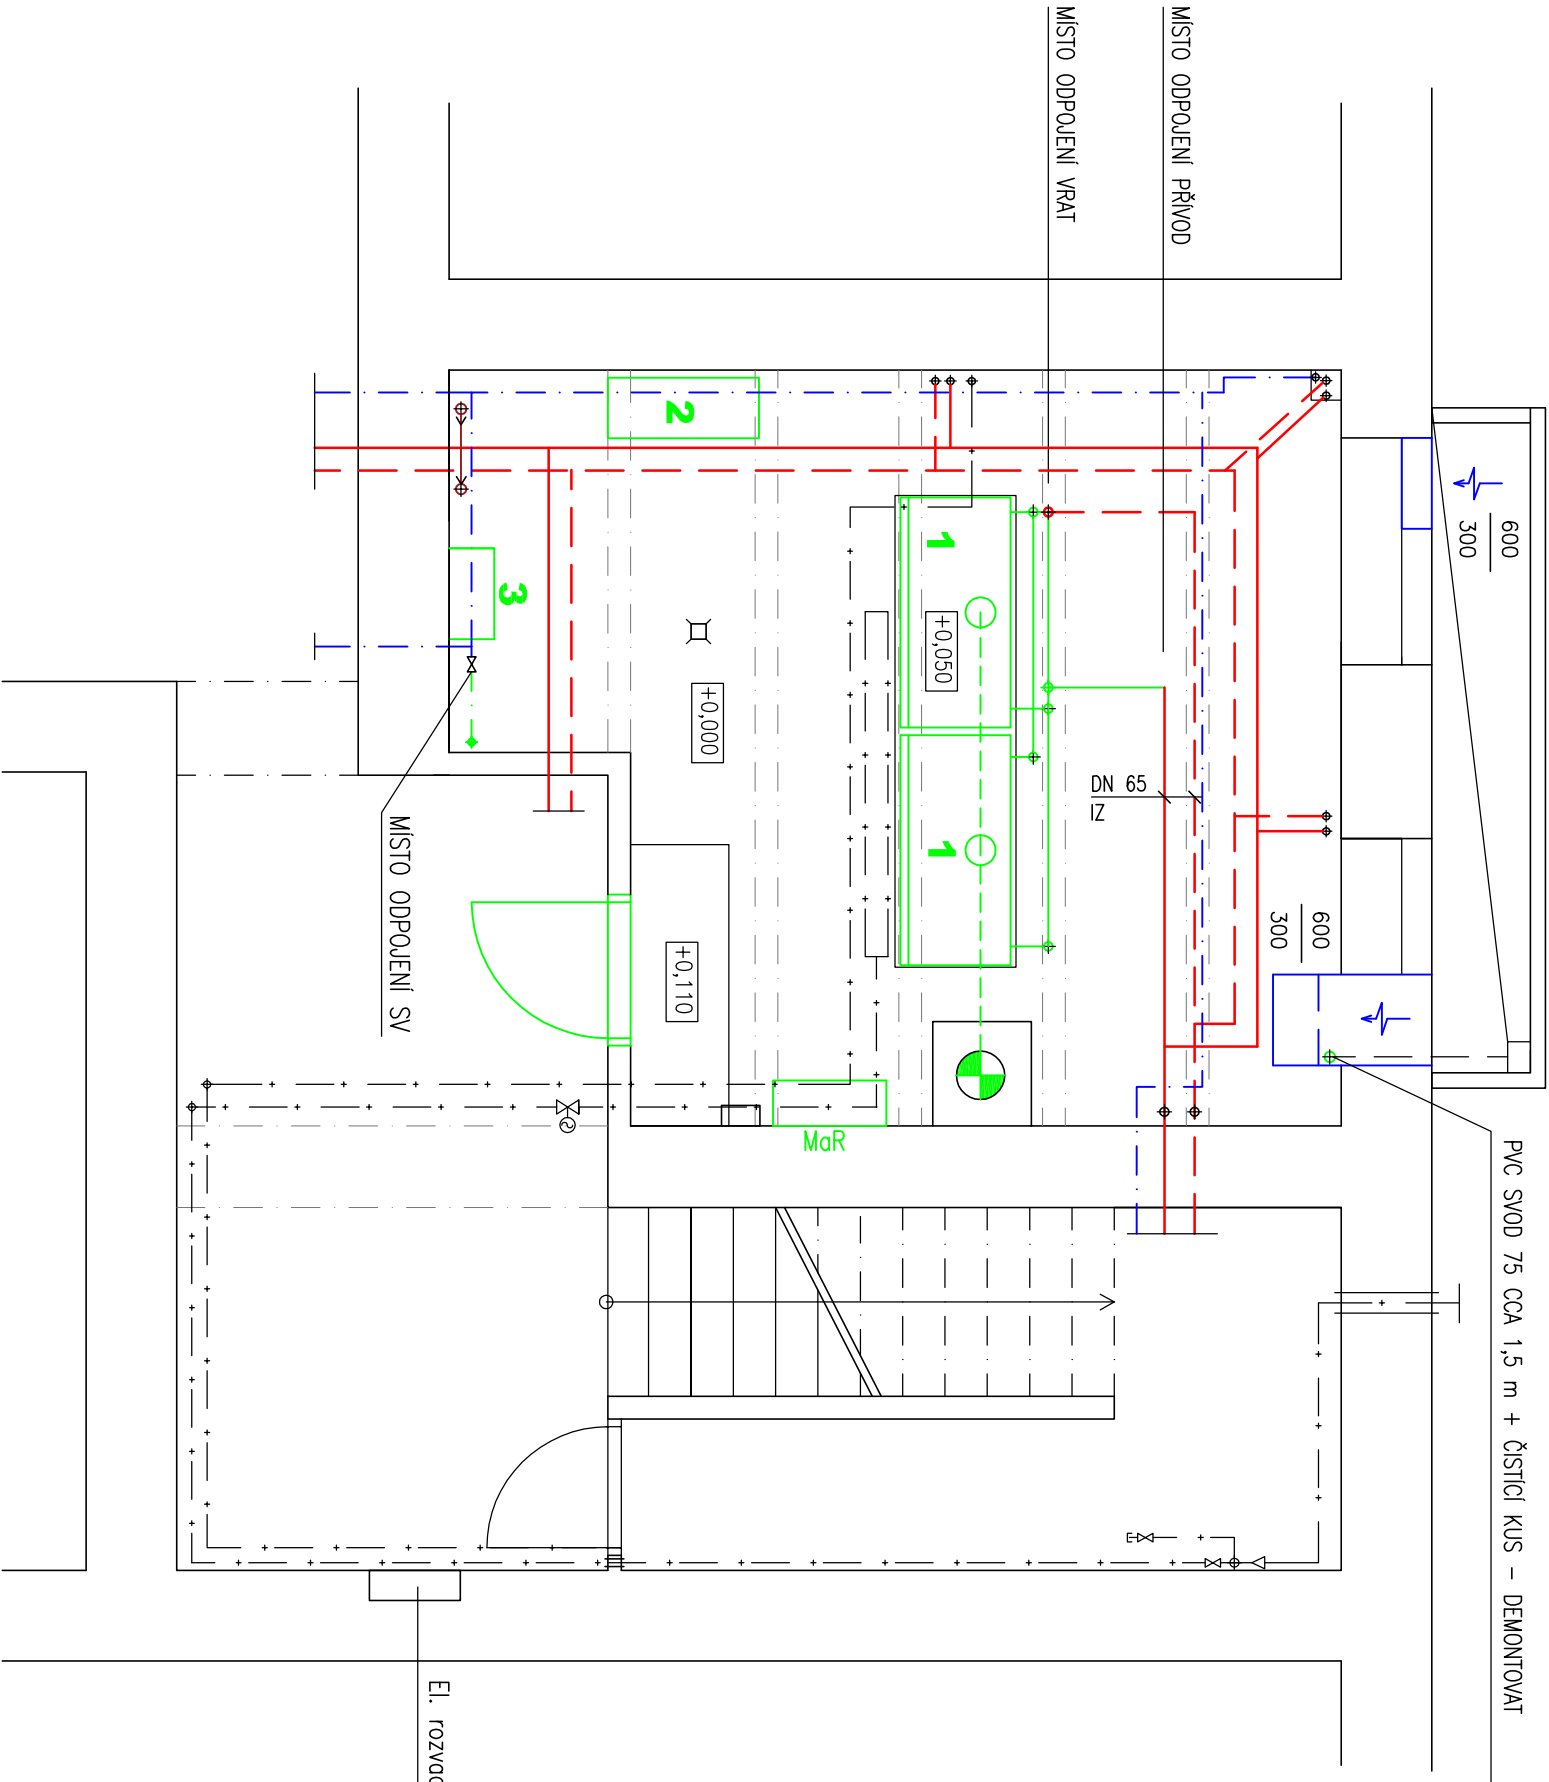 PVC SVOD 75 CCA 1,5 m + ČISTÍCÍ KUS - DEMONTOVAT
600
300
600
300
MÍSTO ODPOJENÍ PŘÍVOD
MÍSTO ODPOJENÍ VRAT
DN 65
IZ
1
+0,050
1
MaR
+0,000
2
+0,110
3
MÍSTO ODPOJENÍ SV
El.